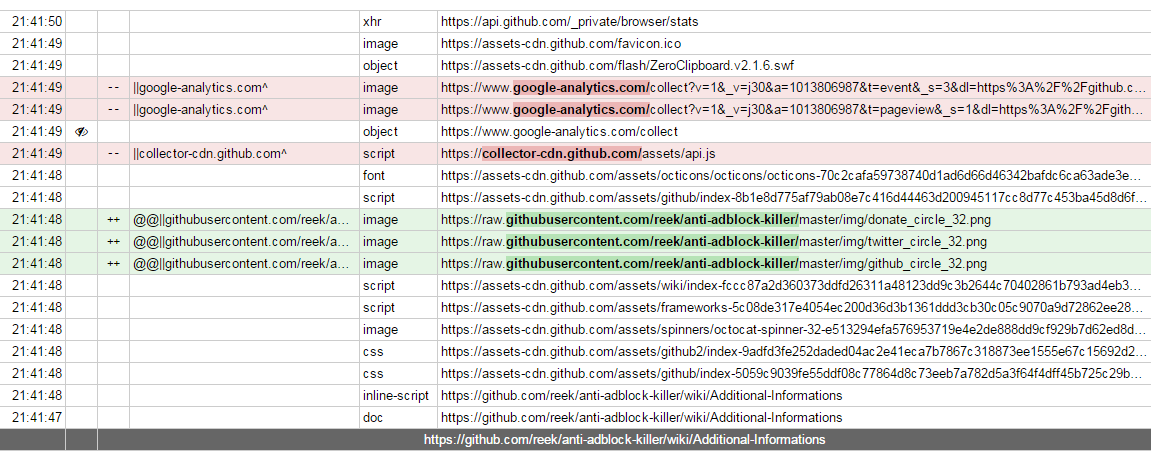 21:41:50 xhr https://api.github.com/_private/browser/stats
21:41:49 image https://assets-cdn.github.com/favicon.ico
21:41:49 object https://assets-cdn.github.com/flash/ZeroClipboard.v2.1.6.swf
21:41:49 -- ||google-analytics.com^ image https://www.google-analytics.com/collect?v=1&_v=j30&a=1013806987&t=event&_s=3&dl=https%3A%2F%2Fgithub.c...
21:41:49 -- ||google-analytics.com^ image https://www.google-analytics.com/collect?v=1&_v=j30&a=1013806987&t=pageview&_s=1&dl=https%3A%2F%2Fgith...
21:41:49 object https://www.google-analytics.com/collect
21:41:49 -- ||collector-cdn.github.com^ script https://collector-cdn.github.com/assets/api.js
21:41:48 font https://assets-cdn.github.com/assets/octicons/octicons/octicons-70c2cafa59738740d1ad6d66d46342bafdc6ca63ade3e...
21:41:48 script https://assets-cdn.github.com/assets/github/index-8b1e8d775af79ab08e7c416d44463d200945117cc8d77c453ba45d8d6f...
21:41:48 ++ @@||githubusercontent.com/reek/a... image https://raw.githubusercontent.com/reek/anti-adblock-killer/master/img/donate_circle_32.png
21:41:48 ++ @@||githubusercontent.com/reek/a... image https://raw.githubusercontent.com/reek/anti-adblock-killer/master/img/twitter_circle_32.png
21:41:48 ++ @@||githubusercontent.com/reek/a... image https://raw.githubusercontent.com/reek/anti-adblock-killer/master/img/github_circle_32.png
21:41:48 script https://assets-cdn.github.com/assets/wiki/index-fccc87a2d360373ddfd26311a48123dd9c3b2644c70402861b793ad4eb3...
21:41:48 script https://assets-cdn.github.com/assets/frameworks-5c08de317e4054ec200d36d3b1361ddd3cb30c05c9070a9d72862ee28...
21:41:48 image https://assets-cdn.github.com/assets/spinners/octocat-spinner-32-e513294efa576953719e4e2de888dd9cf929b7d62ed8d...
21:41:48 css https://assets-cdn.github.com/assets/github2/index-9adfd3fe252daded04ac2e41eca7b7867c318873ee1555e67c15692d2...
21:41:48 css https://assets-cdn.github.com/assets/github/index-5059c9039fe55ddf08c77864d8c73eeb7a782d5a3f64f4dff45b725c29b...
21:41:48 inline-script https://github.com/reek/anti-adblock-killer/wiki/Additional-Informations
21:41:47 doc https://github.com/reek/anti-adblock-killer/wiki/Additional-Informations
https://github.com/reek/anti-adblock-killer/wiki/Additional-Informations